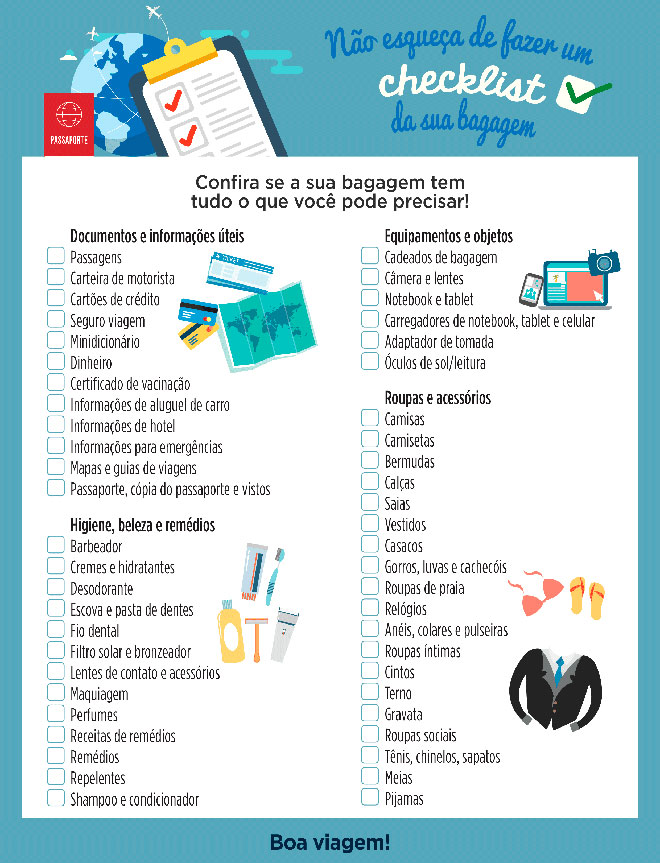 Não esqueça de fazer um
checklist
da sua bagagem
PASSAPORTE
Confira se a sua bagagem tem
tudo o que você pode precisar!
Documentos e informações úteis
Passagens
Carteira de motorista
Cartões de crédito
Seguro viagem
Minidicionário
Dinheiro
Certificado de vacinação
Informações de aluguel de carro
Informações de hotel
Informações para emergências
Mapas e guias de viagens
Passaporte, cópia do passaporte e vistos
Higiene, beleza e remédios
Barbeador
Cremes e hidratantes
Desodorante
Escova e pasta de dentes
Fio dental
Filtro solar e bronzeador
Lentes de contato e acessórios
Maquiagem
Perfumes
Receitas de remédios
Remédios
Repelentes
Shampoo e condicionador
Equipamentos e objetos
Cadeados de bagagem
Câmera e lentes
Notebook e tablet
Carregadores de notebook, tablet e celular
Adaptador de tomada
Óculos de sol/leitura
Roupas e acessórios
Camisas
Camisetas
Bermudas
Calças
Saias
Vestidos
Casacos
Gorros, luvas e cachecóis
Roupas de praia
Relógios
Anéis, colares e pulseiras
Roupas íntimas
Cintos
Terno
Gravata
Roupas sociais
Tênis, chinelos, sapatos
Meias
Pijamas
Boa viagem!